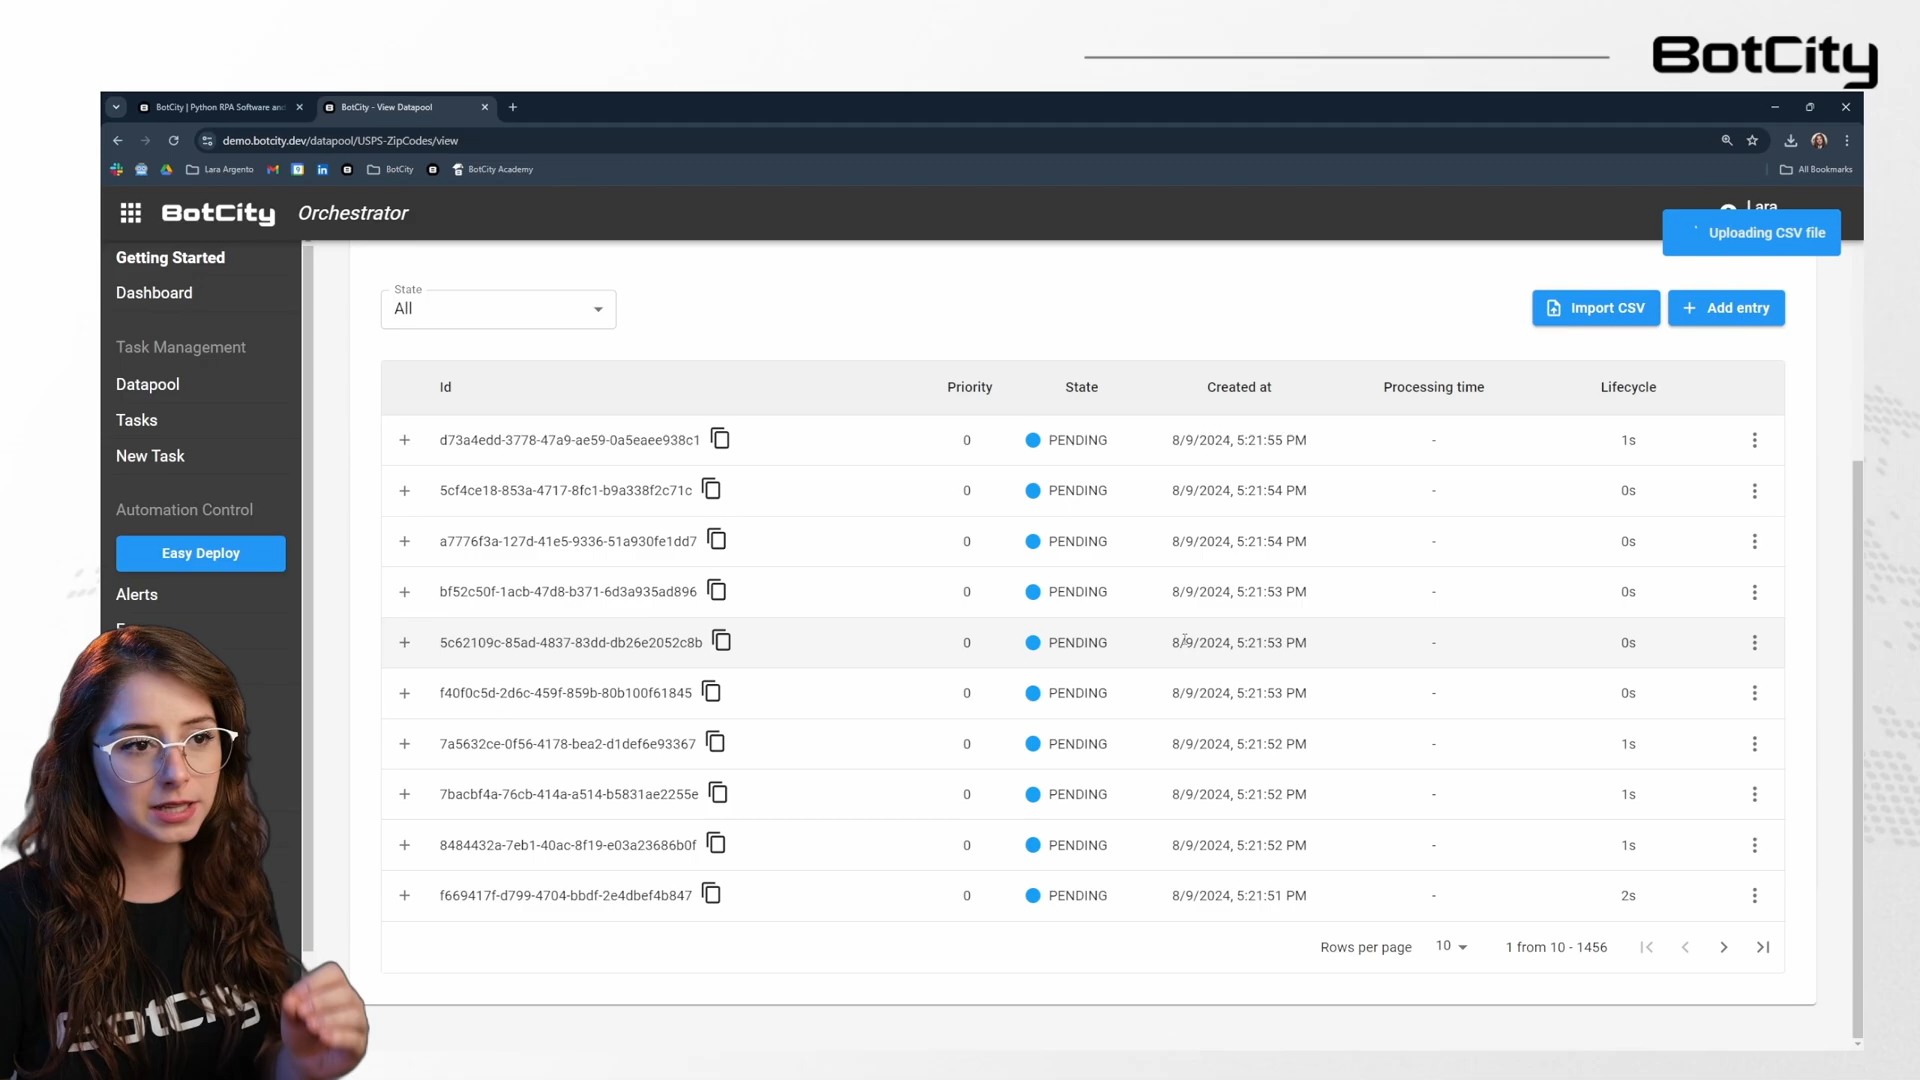 BotCity
BotCity | Python RPA Software and
BotCity - View Datapool
demo.botcity.dev/datapool/USPS-ZipCodes/view
Lara Argento
BotCity
BotCity Academy
All Bookmarks
BotCity Orchestrator
Lara
Uploading CSV file
Getting Started
Dashboard
Task Management
Datapool
Tasks
New Task
Automation Control
Easy Deploy
Alerts
State
All
Import CSV
Add entry
Id Priority State Created at Processing time Lifecycle
d73a4edd-3778-47a9-ae59-0a5eaee938c1 0 PENDING 8/9/2024, 5:21:55 PM - 1s
5cf4ce18-853a-4717-8fc1-b9a338f2c71c 0 PENDING 8/9/2024, 5:21:54 PM - 0s
a7776f3a-127d-41e5-9336-51a930fe1dd7 0 PENDING 8/9/2024, 5:21:54 PM - 0s
bf52c50f-1acb-47d8-b371-6d3a935ad896 0 PENDING 8/9/2024, 5:21:53 PM - 0s
5c62109c-85ad-4837-83dd-db26e2052c8b 0 PENDING 8/9/2024, 5:21:53 PM - 0s
f40f0c5d-2d6c-459f-859b-80b100f61845 0 PENDING 8/9/2024, 5:21:53 PM - 0s
7a5632ce-0f56-4178-bea2-d1def6e93367 0 PENDING 8/9/2024, 5:21:52 PM - 1s
7bacbf4a-76cb-414a-a514-b5831ae2255e 0 PENDING 8/9/2024, 5:21:52 PM - 1s
8484432a-7eb1-40ac-8f19-e03a23686b0f 0 PENDING 8/9/2024, 5:21:52 PM - 1s
f669417f-d799-4704-bbdf-2e4dbef4b847 0 PENDING 8/9/2024, 5:21:51 PM - 2s
Rows per page 10 1 from 10 - 1456
BotCity